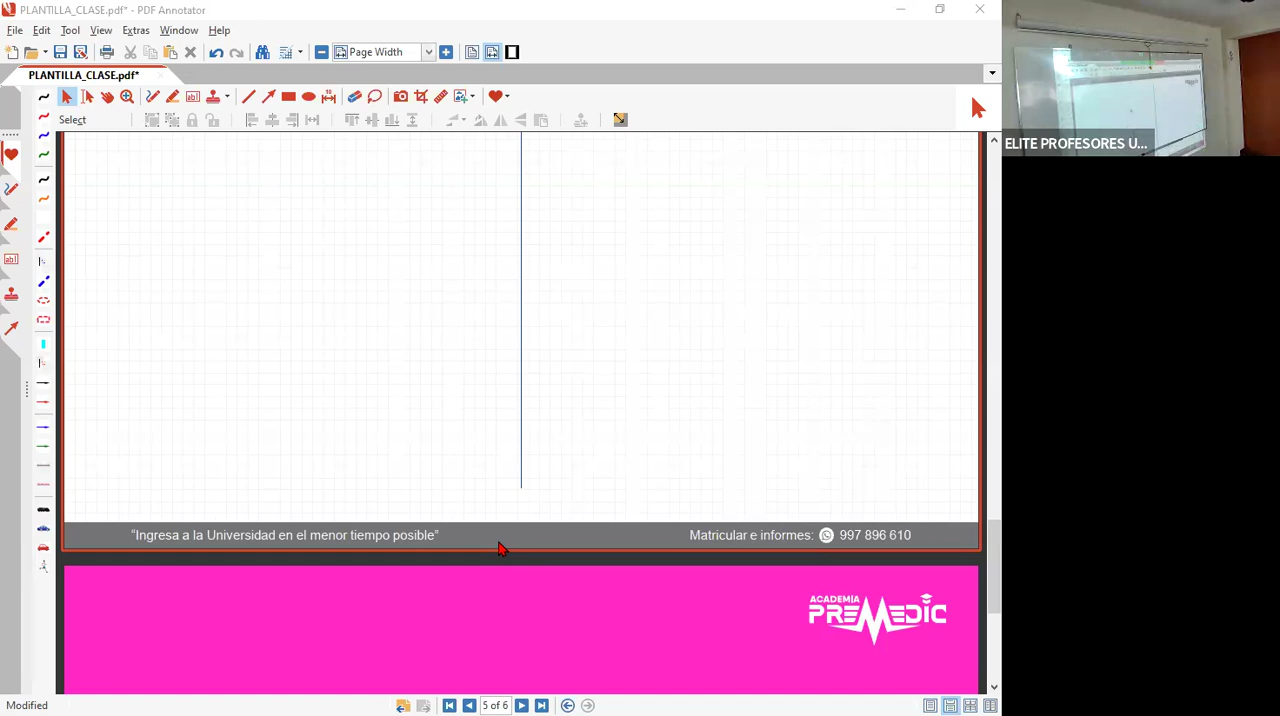 PLANTILLA_CLASE.pdf* - PDF Annotator
File Edit Tool View Extras Window Help
Page Width
PLANTILLA_CLASE.pdf*
Select
ELITE PROFESORES U...
“Ingresa a la Universidad en el menor tiempo posible”
Matricular e informes: 997 896 610
ACADEMIA
PREMEDIC
Modified
5 of 6